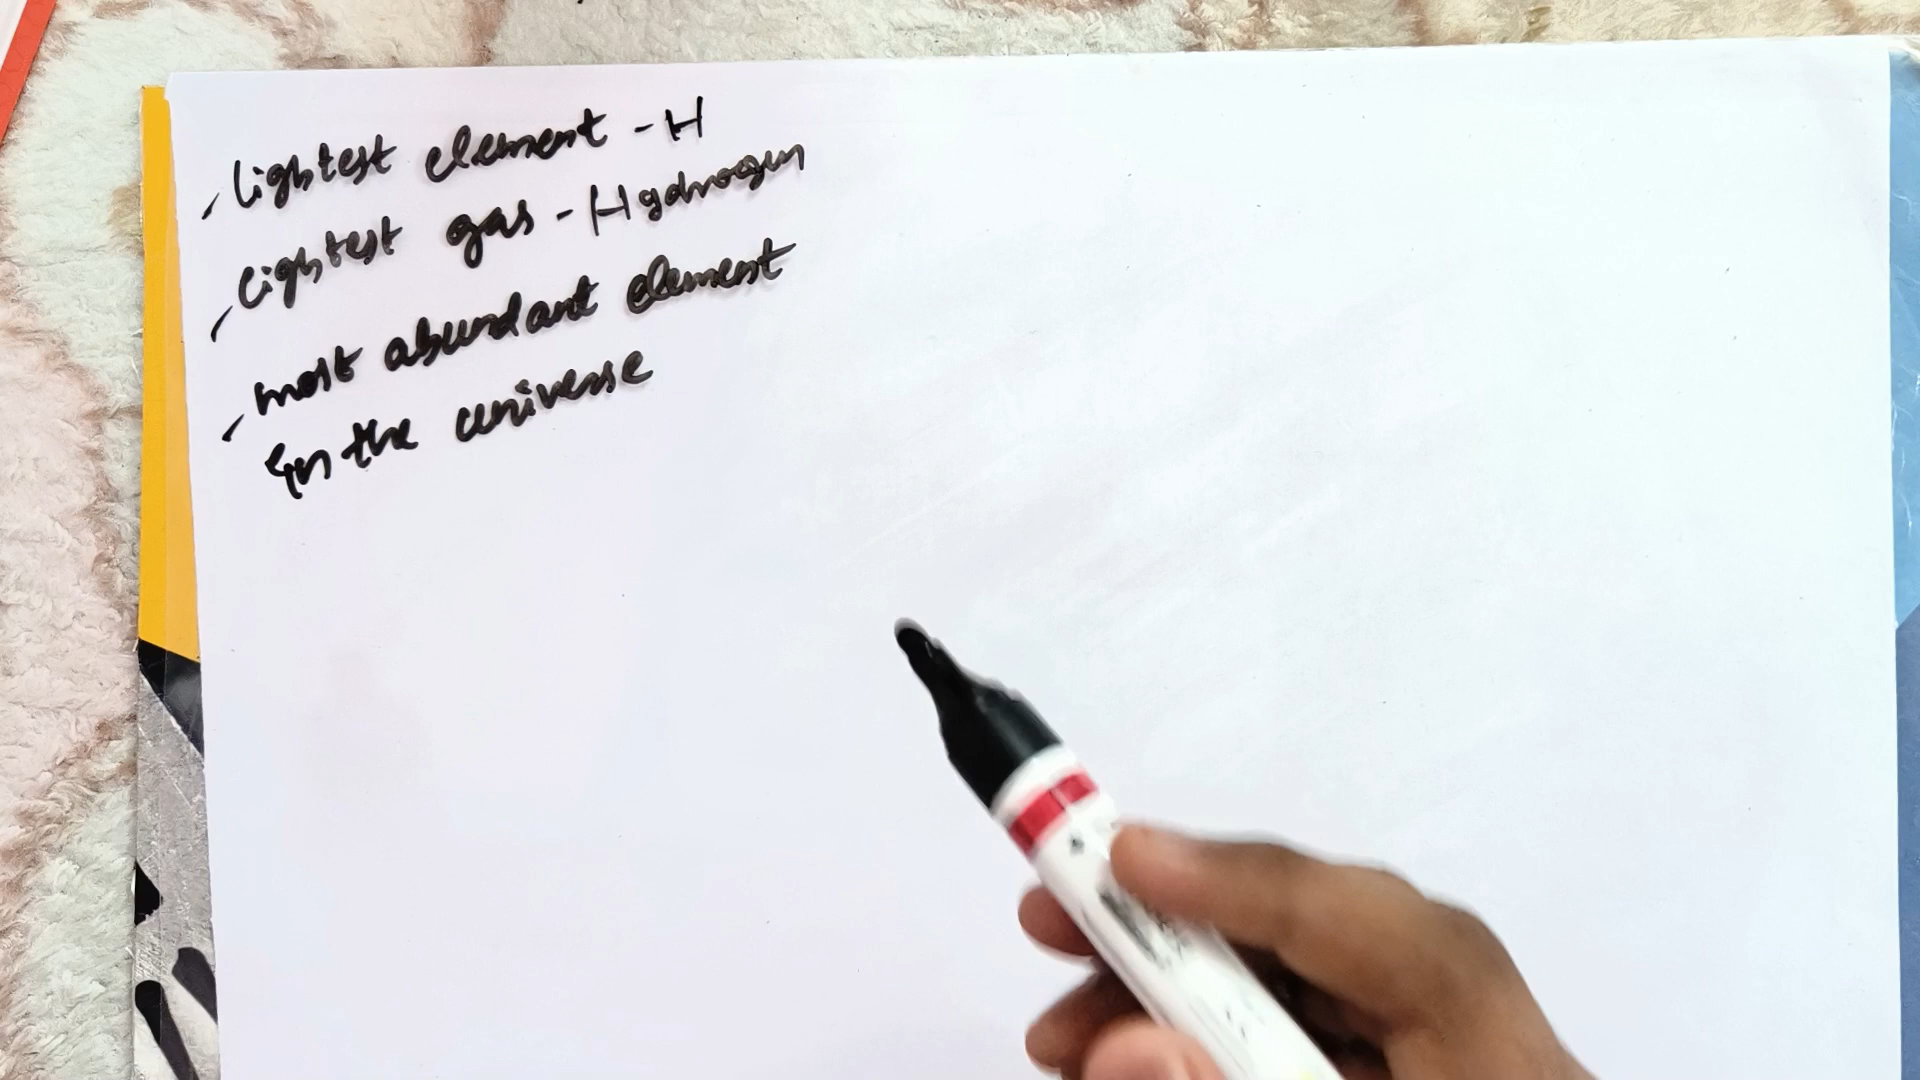 lightest element - H
lightest gas - Hydrogen
most abundant element
in the universe